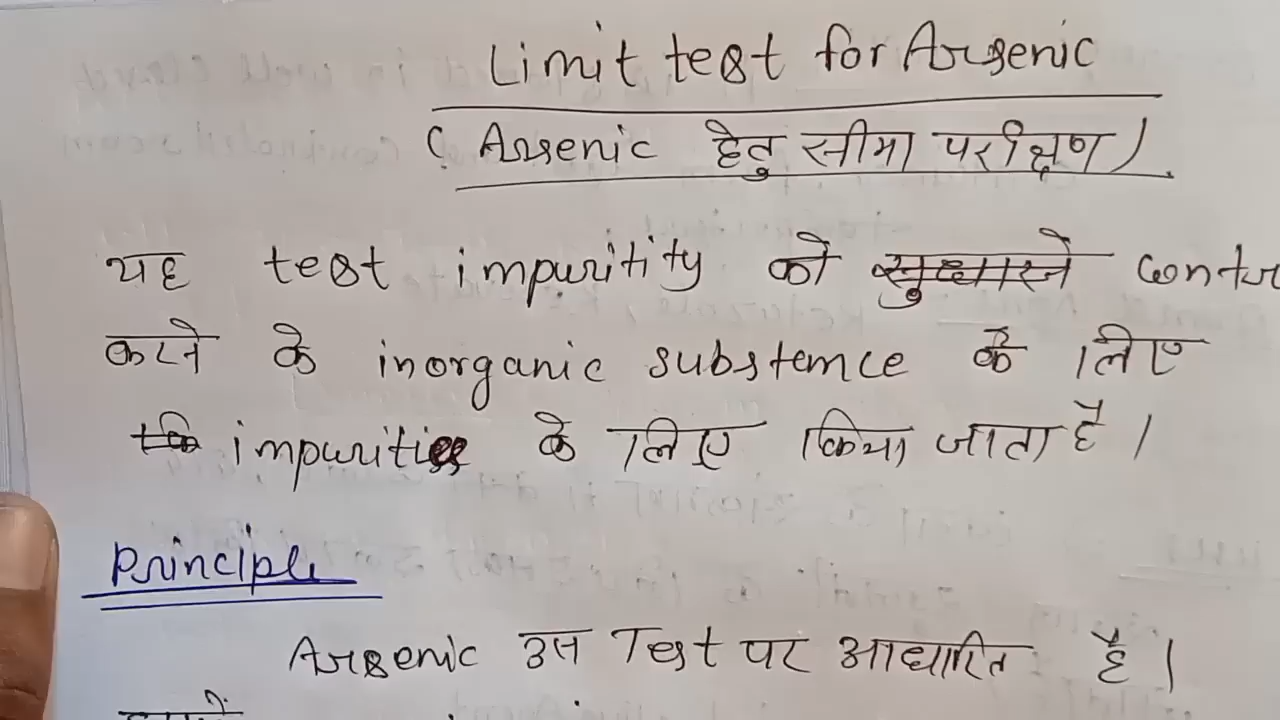 Limit test for Arsenic
( Arsenic हेतु सीमा परीक्षण )
यह test impuritity को सुधारने contr
करने के inorganic substence के लिए
impurities के लिए किया जाता है ।
Principle
Arsenic उस Test पर आधारित है ।